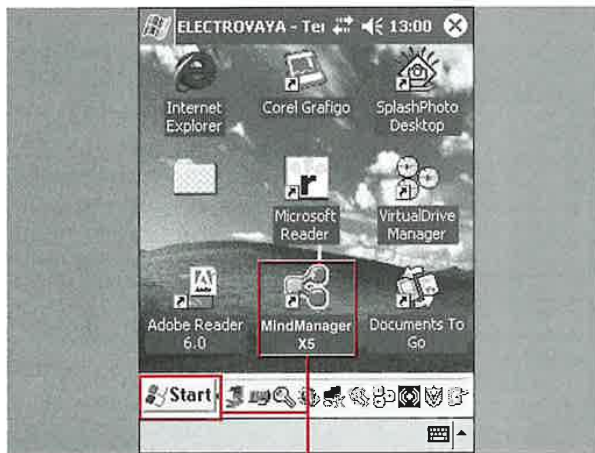 ELECTROVAYA - Ter 13:00
Internet Explorer
Corel Grafigo
SplashPhoto Desktop
Microsoft Reader
VirtualDrive Manager
Adobe Reader 6.0
MindManager X5
Documents To Go
Start